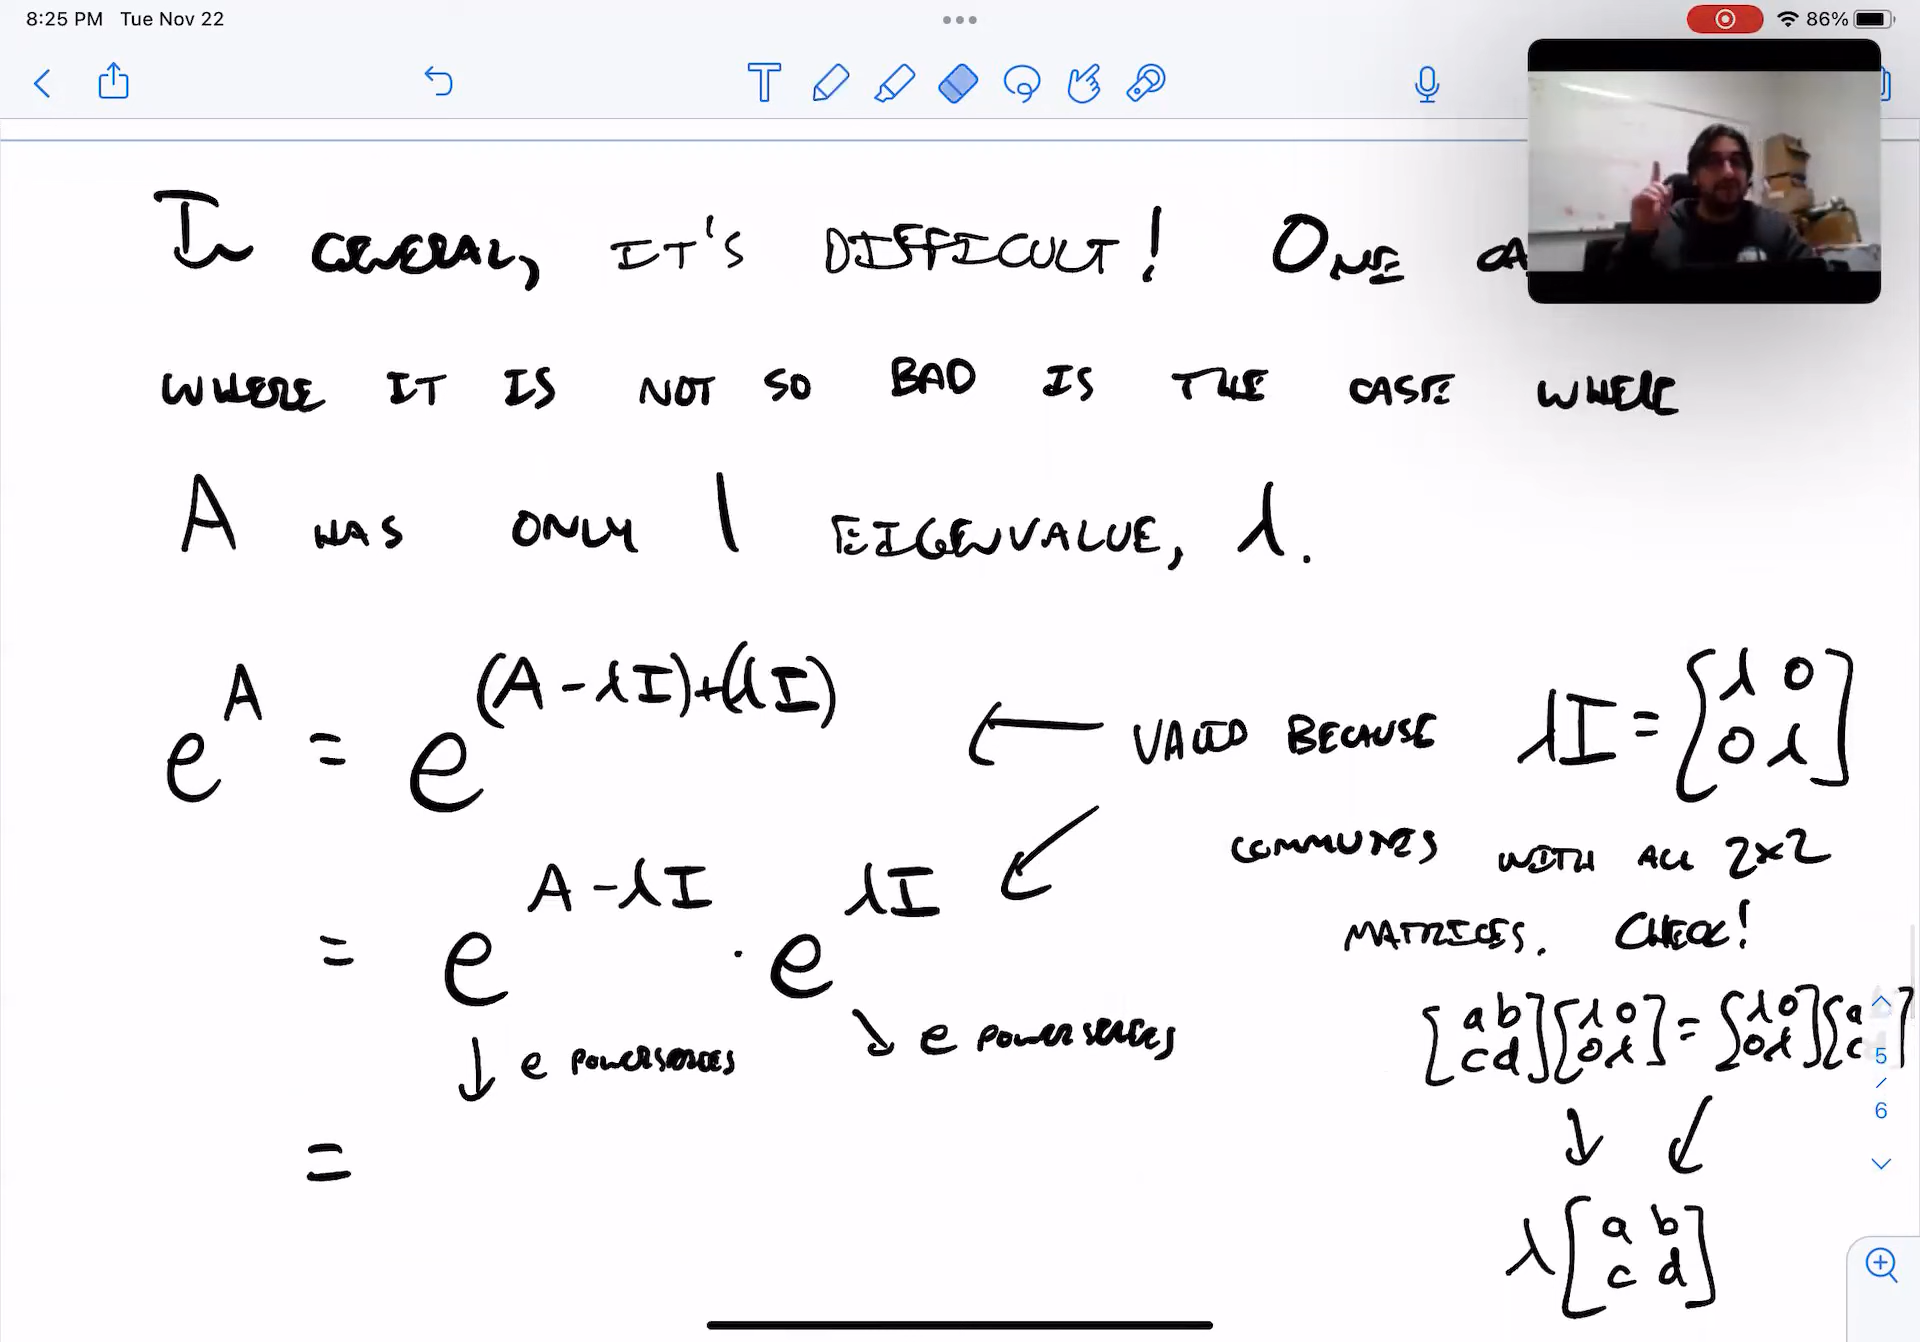 8:25 PM Tue Nov 22
86%
IN GENERAL, IT'S DIFFICULT! ONE
WHERE IT IS NOT SO BAD IS THE CASE WHERE
A HAS ONLY 1 EIGENVALUE, λ.
e^A = e^{(A-λI)+(λI)} ← VALID BECAUSE λI = [λ 0; 0 λ]
COMMUTES WITH ALL 2x2
MATRICES. CHECK!
= e^{A-λI} · e^{λI}
↓ e POWERSERIES ↘ e POWERSERIES
[a b; c d][λ 0; 0 λ] = [λ 0; 0 λ][a
c
=
λ[a b; c d]
5
/
6